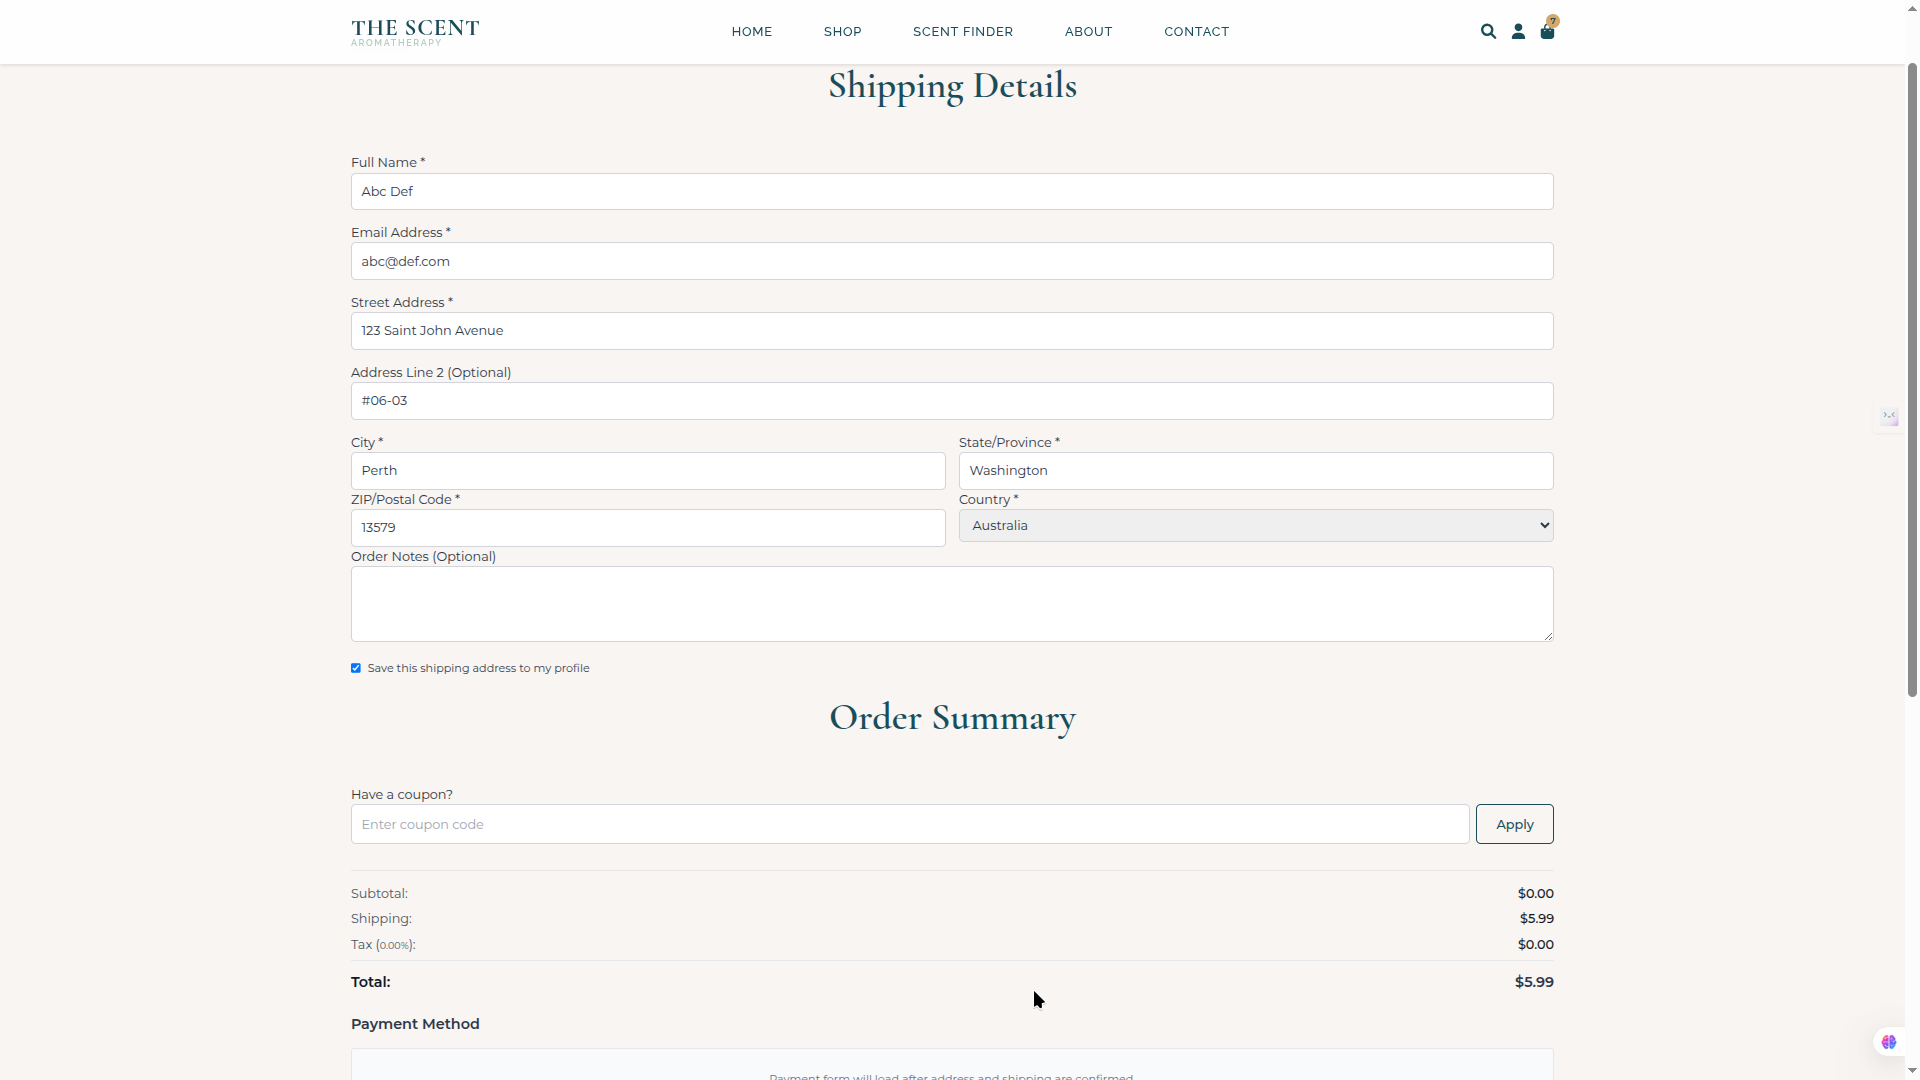 THE SCENT
AROMATHERAPY
HOME SHOP SCENT FINDER ABOUT CONTACT
7
Shipping Details
Full Name *
Abc Def
Email Address *
abc@def.com
Street Address *
123 Saint John Avenue
Address Line 2 (Optional)
#06-03
City * State/Province *
Perth Washington
ZIP/Postal Code * Country *
13579 Australia
Order Notes (Optional)
Save this shipping address to my profile
Order Summary
Have a coupon?
Enter coupon code Apply
Subtotal: $0.00
Shipping: $5.99
Tax (0.00%): $0.00
Total: $5.99
Payment Method
Payment form will load after address and shipping are confirmed.